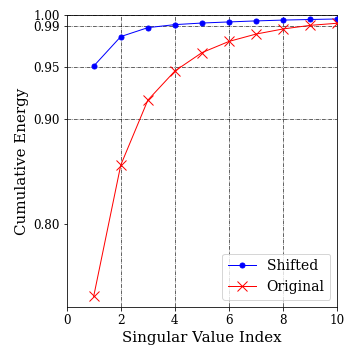 1.00
0.99
0.95
0.90
0.80
Cumulative Energy
Shifted
Original
0 2 4 6 8 10
Singular Value Index